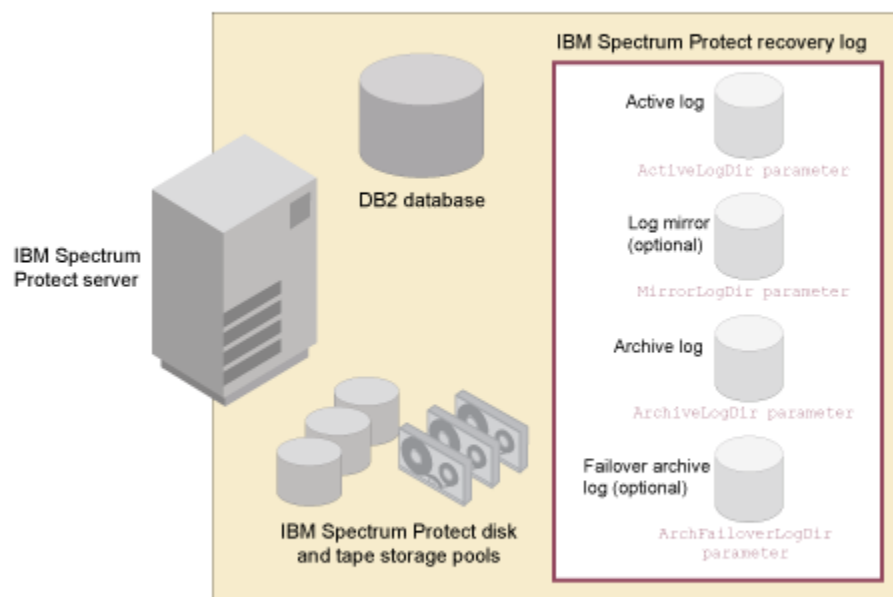 IBM Spectrum Protect recovery log
Active log
ActiveLogDir parameter
DB2 database
Log mirror
(optional)
MirrorLogDir parameter
IBM Spectrum
Protect server
Archive log
ArchiveLogDir parameter
Failover archive
log (optional)
ArchFailoverLogDir
parameter
IBM Spectrum Protect disk
and tape storage pools